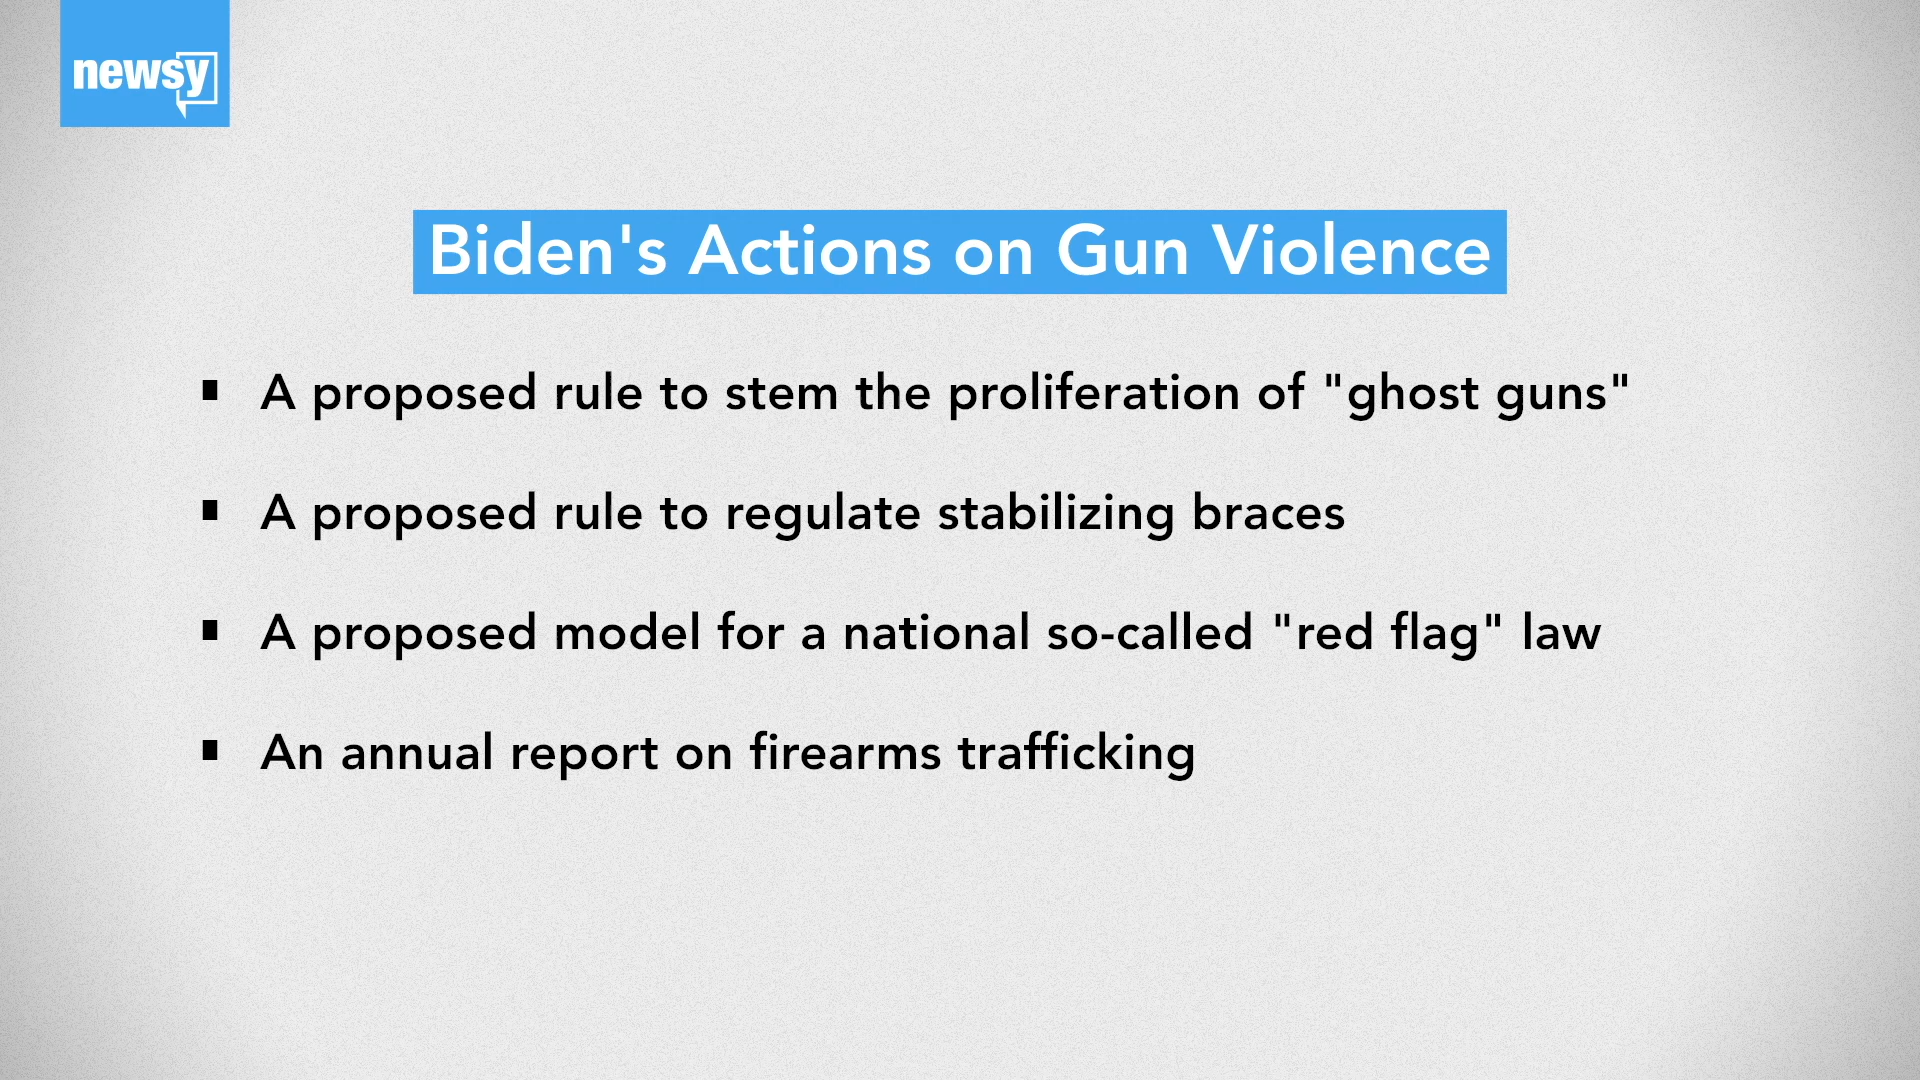 newsy
Biden's Actions on Gun Violence
▪ A proposed rule to stem the proliferation of "ghost guns"
▪ A proposed rule to regulate stabilizing braces
▪ A proposed model for a national so-called "red flag" law
▪ An annual report on firearms trafficking